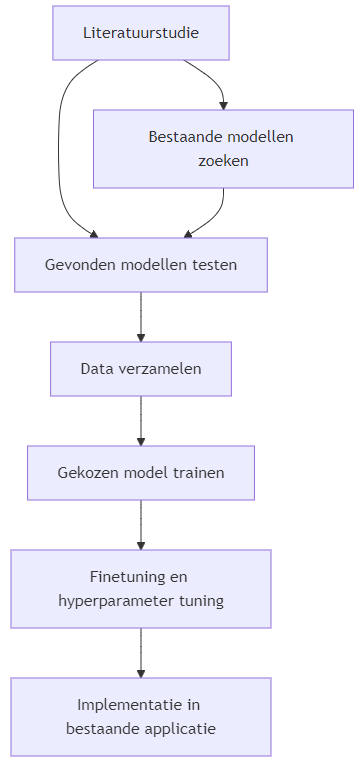 Literatuurstudie
Bestaande modellen
zoeken
Gevonden modellen testen
Data verzamelen
Gekozen model trainen
Finetuning en
hyperparameter tuning
Implementatie in
bestaande applicatie